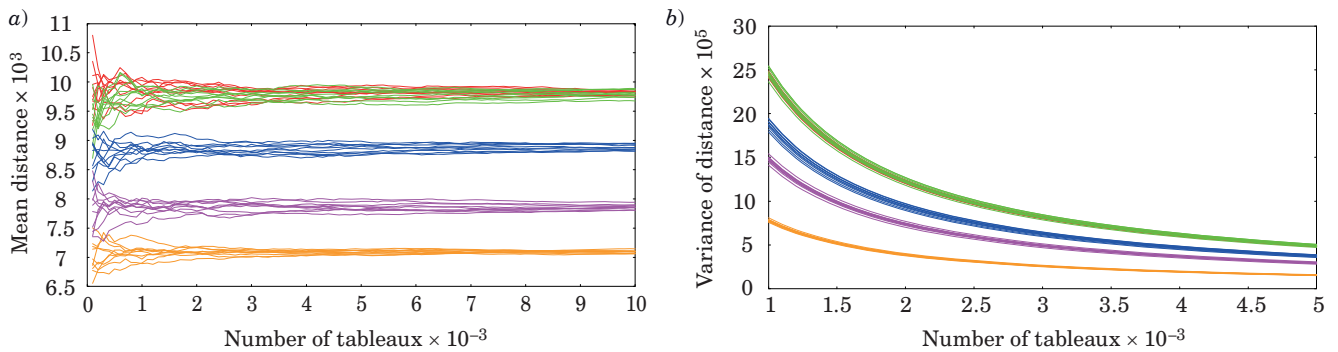 a)
11
10.5
10
9.5
9
8.5
8
7.5
7
6.5
Mean distance × 10³
0 1 2 3 4 5 6 7 8 9 10
Number of tableaux × 10⁻³
b)
30
25
20
15
10
5
0
Variance of distance × 10⁵
1 1.5 2 2.5 3 3.5 4 4.5 5
Number of tableaux × 10⁻³